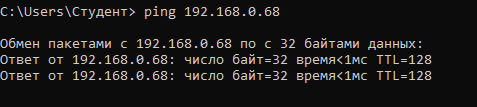 C:\Users\Студент> ping 192.168.0.68
Обмен пакетами с 192.168.0.68 по с 32 байтами данных:
Ответ от 192.168.0.68: число байт=32 время<1мс TTL=128
Ответ от 192.168.0.68: число байт=32 время<1мс TTL=128